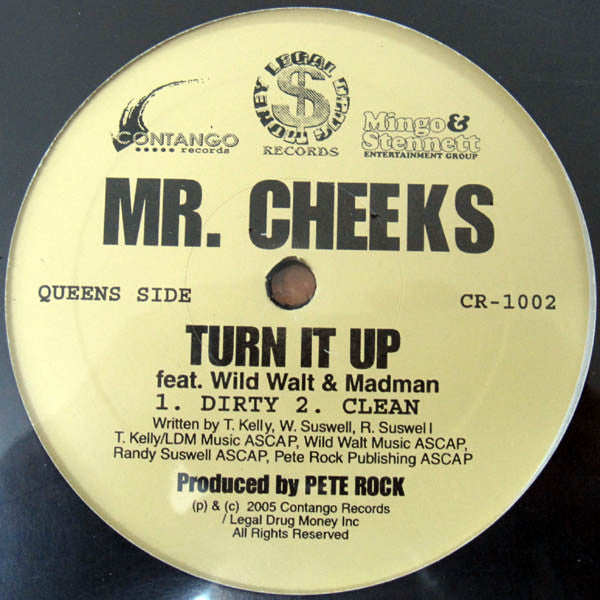 CONTANGO
records
LEGAL DRUG MONEY
$
RECORDS
Mingo &
Stennett
ENTERTAINMENT GROUP
MR. CHEEKS
QUEENS SIDE
CR-1002
TURN IT UP
feat. Wild Walt & Madman
1. DIRTY 2. CLEAN
Written by T. Kelly, W. Suswell, R. Suswell
T. Kelly/LDM Music ASCAP, Wild Walt Music ASCAP,
Randy Suswell ASCAP, Pete Rock Publishing ASCAP
Produced by PETE ROCK
(p) & (c) 2005 Contango Records
/ Legal Drug Money Inc
All Rights Reserved